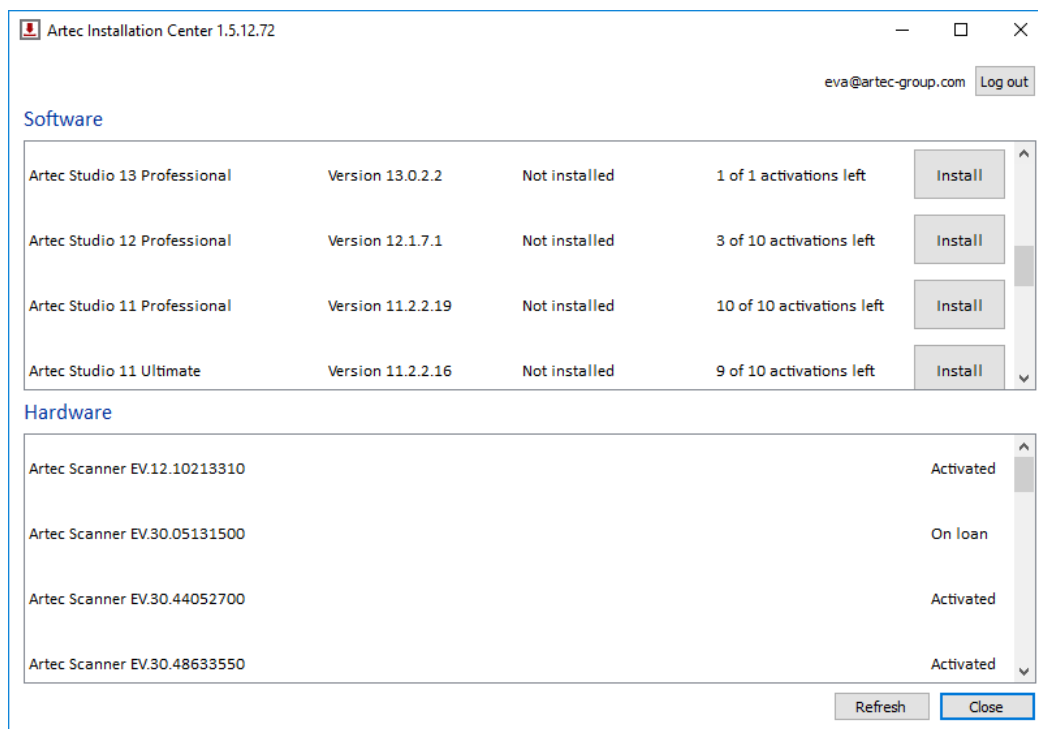 Artec Installation Center 1.5.12.72
eva@artec-group.com Log out
Software
Artec Studio 13 Professional Version 13.0.2.2 Not installed 1 of 1 activations left Install
Artec Studio 12 Professional Version 12.1.7.1 Not installed 3 of 10 activations left Install
Artec Studio 11 Professional Version 11.2.2.19 Not installed 10 of 10 activations left Install
Artec Studio 11 Ultimate Version 11.2.2.16 Not installed 9 of 10 activations left Install
Hardware
Artec Scanner EV.12.10213310 Activated
Artec Scanner EV.30.05131500 On loan
Artec Scanner EV.30.44052700 Activated
Artec Scanner EV.30.48633550 Activated
Refresh Close